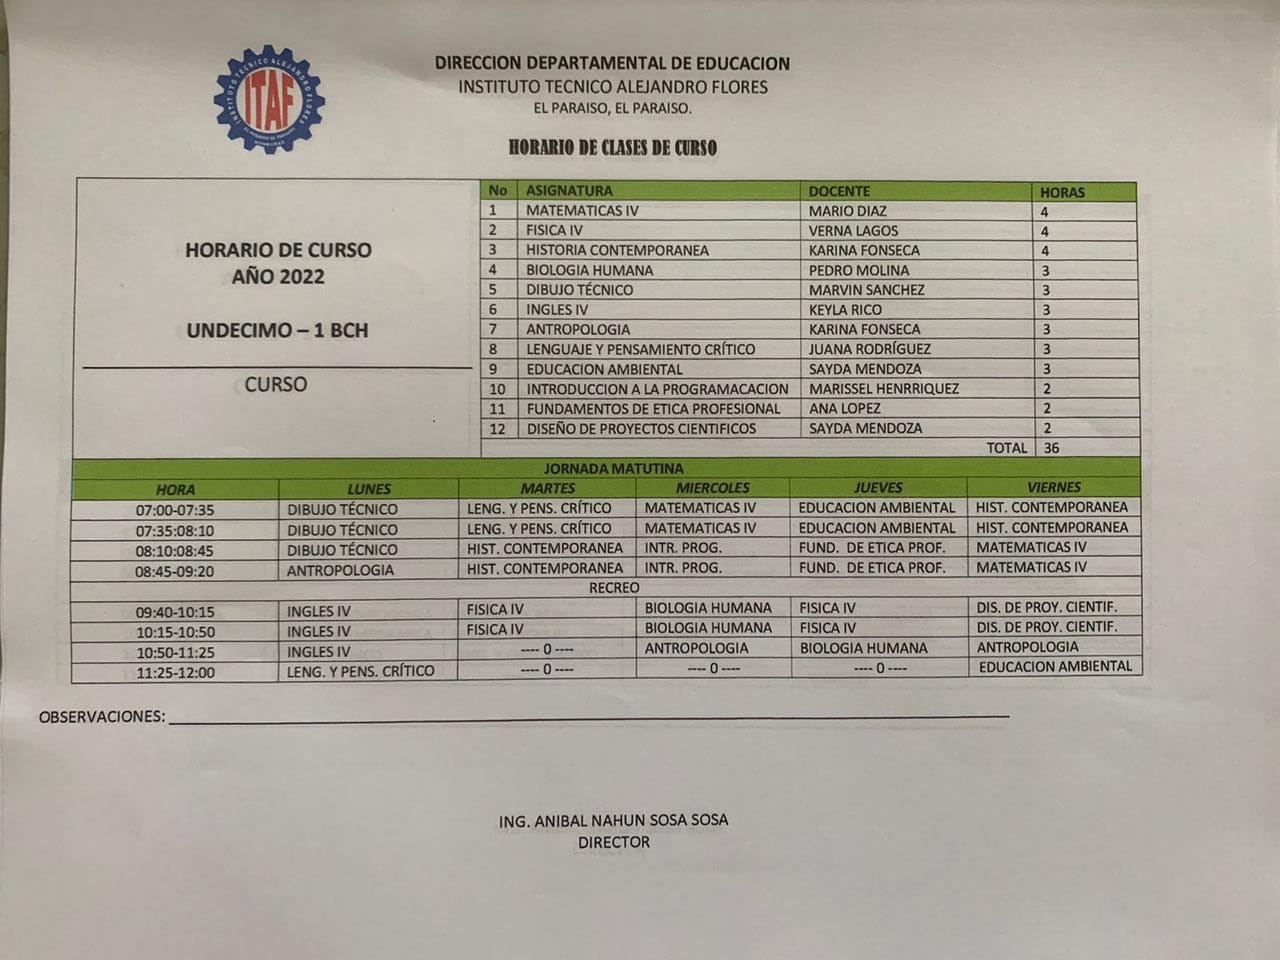 INSTITUTO TECNICO ALEJANDRO FLORES
ITAF
EL PARAISO, EL PARAISO
HONDURAS
DIRECCION DEPARTAMENTAL DE EDUCACION
INSTITUTO TECNICO ALEJANDRO FLORES
EL PARAISO, EL PARAISO.
HORARIO DE CLASES DE CURSO
HORARIO DE CURSO
AÑO 2022
UNDECIMO – 1 BCH
CURSO
No ASIGNATURA DOCENTE HORAS
1 MATEMATICAS IV MARIO DIAZ 4
2 FISICA IV VERNA LAGOS 4
3 HISTORIA CONTEMPORANEA KARINA FONSECA 4
4 BIOLOGIA HUMANA PEDRO MOLINA 3
5 DIBUJO TÉCNICO MARVIN SANCHEZ 3
6 INGLES IV KEYLA RICO 3
7 ANTROPOLOGIA KARINA FONSECA 3
8 LENGUAJE Y PENSAMIENTO CRÍTICO JUANA RODRÍGUEZ 3
9 EDUCACION AMBIENTAL SAYDA MENDOZA 3
10 INTRODUCCION A LA PROGRAMACACION MARISSEL HENRRIQUEZ 2
11 FUNDAMENTOS DE ETICA PROFESIONAL ANA LOPEZ 2
12 DISEÑO DE PROYECTOS CIENTIFICOS SAYDA MENDOZA 2
TOTAL 36
JORNADA MATUTINA
HORA LUNES MARTES MIERCOLES JUEVES VIERNES
07:00-07:35 DIBUJO TÉCNICO LENG. Y PENS. CRÍTICO MATEMATICAS IV EDUCACION AMBIENTAL HIST. CONTEMPORANEA
07:35:08:10 DIBUJO TÉCNICO LENG. Y PENS. CRÍTICO MATEMATICAS IV EDUCACION AMBIENTAL HIST. CONTEMPORANEA
08:10:08:45 DIBUJO TÉCNICO HIST. CONTEMPORANEA INTR. PROG. FUND. DE ETICA PROF. MATEMATICAS IV
08:45-09:20 ANTROPOLOGIA HIST. CONTEMPORANEA INTR. PROG. FUND. DE ETICA PROF. MATEMATICAS IV
RECREO
09:40-10:15 INGLES IV FISICA IV BIOLOGIA HUMANA FISICA IV DIS. DE PROY. CIENTIF.
10:15-10:50 INGLES IV FISICA IV BIOLOGIA HUMANA FISICA IV DIS. DE PROY. CIENTIF.
10:50-11:25 INGLES IV ---- 0 ---- ANTROPOLOGIA BIOLOGIA HUMANA ANTROPOLOGIA
11:25-12:00 LENG. Y PENS. CRÍTICO ---- 0 ---- ---- 0 ---- ---- 0 ---- EDUCACION AMBIENTAL
OBSERVACIONES:
ING. ANIBAL NAHUN SOSA SOSA
DIRECTOR